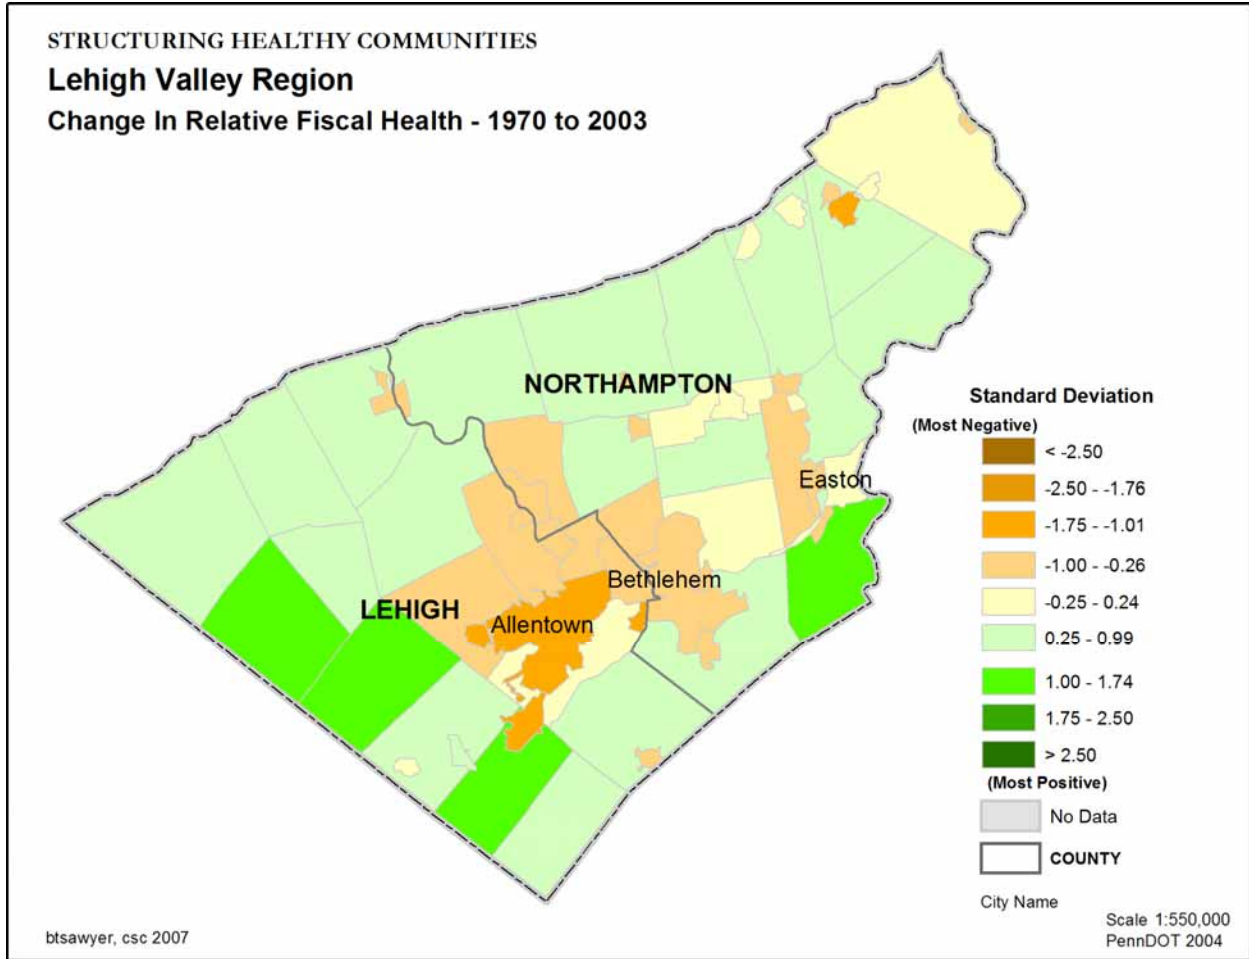 STRUCTURING HEALTHY COMMUNITIES
Lehigh Valley Region
Change In Relative Fiscal Health - 1970 to 2003
NORTHAMPTON
Easton
Bethlehem
LEHIGH
Allentown
Standard Deviation
(Most Negative)
< -2.50
-2.50 - -1.76
-1.75 - -1.01
-1.00 - -0.26
-0.25 - 0.24
0.25 - 0.99
1.00 - 1.74
1.75 - 2.50
> 2.50
(Most Positive)
No Data
COUNTY
City Name
Scale 1:550,000
PennDOT 2004
btsawyer, csc 2007